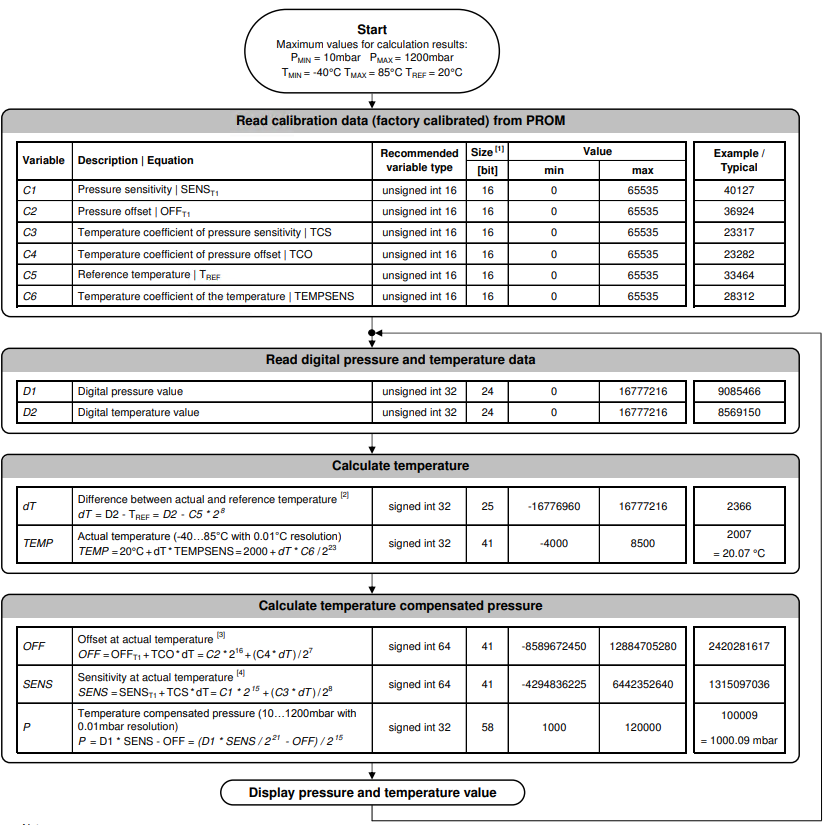 Start
Maximum values for calculation results:
PMIN = 10mbar PMAX = 1200mbar
TMIN = -40°C TMAX = 85°C TREF = 20°C
Read calibration data (factory calibrated) from PROM
Variable Description | Equation Recommended variable type Size [1] [bit] Value min max Example / Typical
C1 Pressure sensitivity | SENST1 unsigned int 16 16 0 65535 40127
C2 Pressure offset | OFFT1 unsigned int 16 16 0 65535 36924
C3 Temperature coefficient of pressure sensitivity | TCS unsigned int 16 16 0 65535 23317
C4 Temperature coefficient of pressure offset | TCO unsigned int 16 16 0 65535 23282
C5 Reference temperature | TREF unsigned int 16 16 0 65535 33464
C6 Temperature coefficient of the temperature | TEMPSENS unsigned int 16 16 0 65535 28312
Read digital pressure and temperature data
D1 Digital pressure value unsigned int 32 24 0 16777216 9085466
D2 Digital temperature value unsigned int 32 24 0 16777216 8569150
Calculate temperature
Difference between actual and reference temperature [2]
dT dT = D2 - TREF = D2 - C5 * 2^8 signed int 32 25 -16776960 16777216 2366
Actual temperature (-40…85°C with 0.01°C resolution) 2007
TEMP TEMP = 20°C + dT * TEMPSENS = 2000 + dT * C6 / 2^23 signed int 32 41 -4000 8500 = 20.07 °C
Calculate temperature compensated pressure
Offset at actual temperature [3]
OFF OFF = OFFT1 + TCO * dT = C2 * 2^16 + (C4 * dT) / 2^7 signed int 64 41 -8589672450 12884705280 2420281617
Sensitivity at actual temperature [4]
SENS SENS = SENST1 + TCS * dT = C1 * 2^15 + (C3 * dT) / 2^8 signed int 64 41 -4294836225 6442352640 1315097036
Temperature compensated pressure (10…1200mbar with 100009
P 0.01mbar resolution) signed int 32 58 1000 120000
P = D1 * SENS - OFF = (D1 * SENS / 2^21 - OFF) / 2^15 = 1000.09 mbar
Display pressure and temperature value